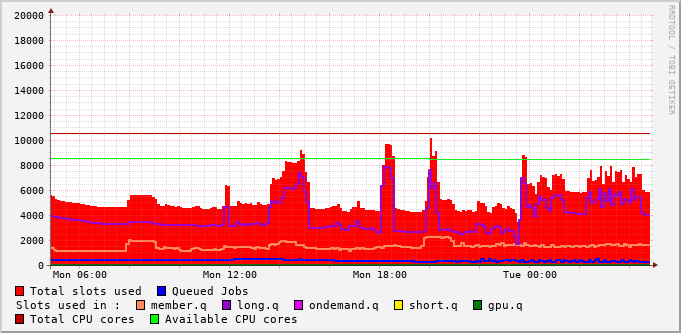 20000
18000
16000
14000
12000
10000
8000
6000
4000
2000
0
Mon 06:00 Mon 12:00 Mon 18:00 Tue 00:00
RRDTOOL / TOBI OETIKER
Total slots used Queued Jobs
Slots used in : member.q long.q ondemand.q short.q gpu.q
Total CPU cores Available CPU cores